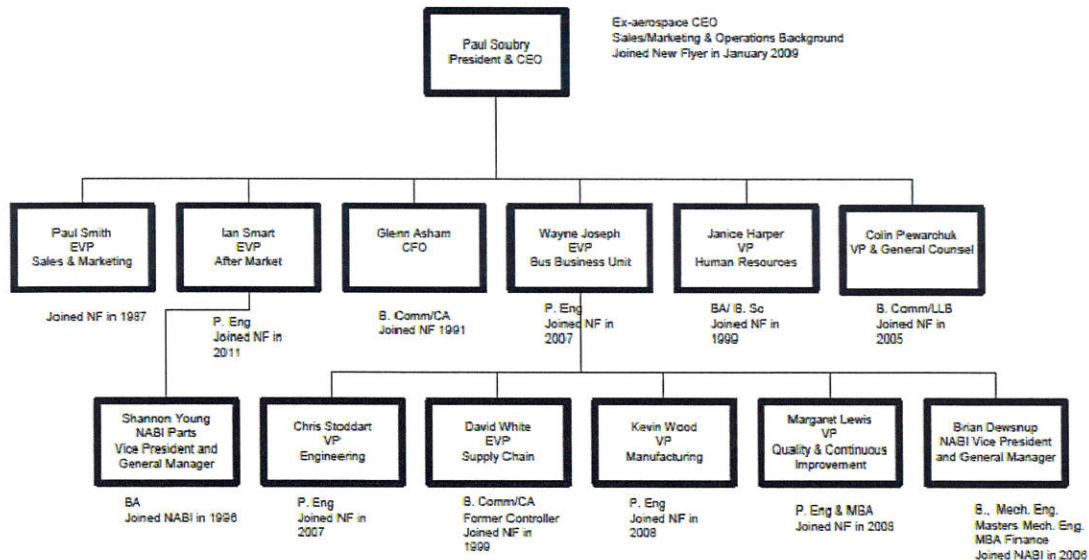 Paul Soubry
President & CEO
Ex-aerospace CEO
Sales/Marketing & Operations Background
Joined New Flyer in January 2009
Paul Smith
EVP
Sales & Marketing
Joined NF in 1987
Ian Smart
EVP
After Market
P. Eng
Joined NF in
2011
Glenn Asham
CFO
B. Comm/CA
Joined NF 1991
Wayne Joseph
EVP
Bus Business Unit
P. Eng
Joined NF in
2007
Janice Harper
VP
Human Resources
BA/ B. Sc
Joined NF in
1999
Colin Pewarchuk
VP & General Counsel
B. Comm/LLB
Joined NF in
2005
Shannon Young
NABI Parts
Vice President and
General Manager
BA
Joined NABI in 1996
Chris Stoddart
VP
Engineering
P. Eng
Joined NF in
2007
David White
EVP
Supply Chain
B. Comm/CA
Former Controller
Joined NF in
1999
Kevin Wood
VP
Manufacturing
P. Eng
Joined NF in
2008
Margaret Lewis
VP
Quality & Continuous
Improvement
P. Eng & MBA
Joined NF in 2008
Brian Dewsnup
NABI Vice President
and General Manager
B., Mech. Eng.
Masters Mech. Eng.
MBA Finance
Joined NABI in 2006